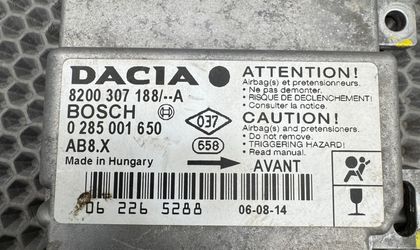 DACIA
8200 307 188/--A
BOSCH
0 285 001 650
AB8.X
Made in Hungary
037
658
ATTENTION!
Airbag(s) et pretensionneurs.
• Ne pas demonter.
• RISQUE DE DECLENCHEMENT!
• Consulter la notice.
CAUTION!
Airbag(s) and pretensioners.
• Do not remove.
• TRIGGERING HAZARD!
• Read manual.
AVANT
06 226 5288
06-08-14